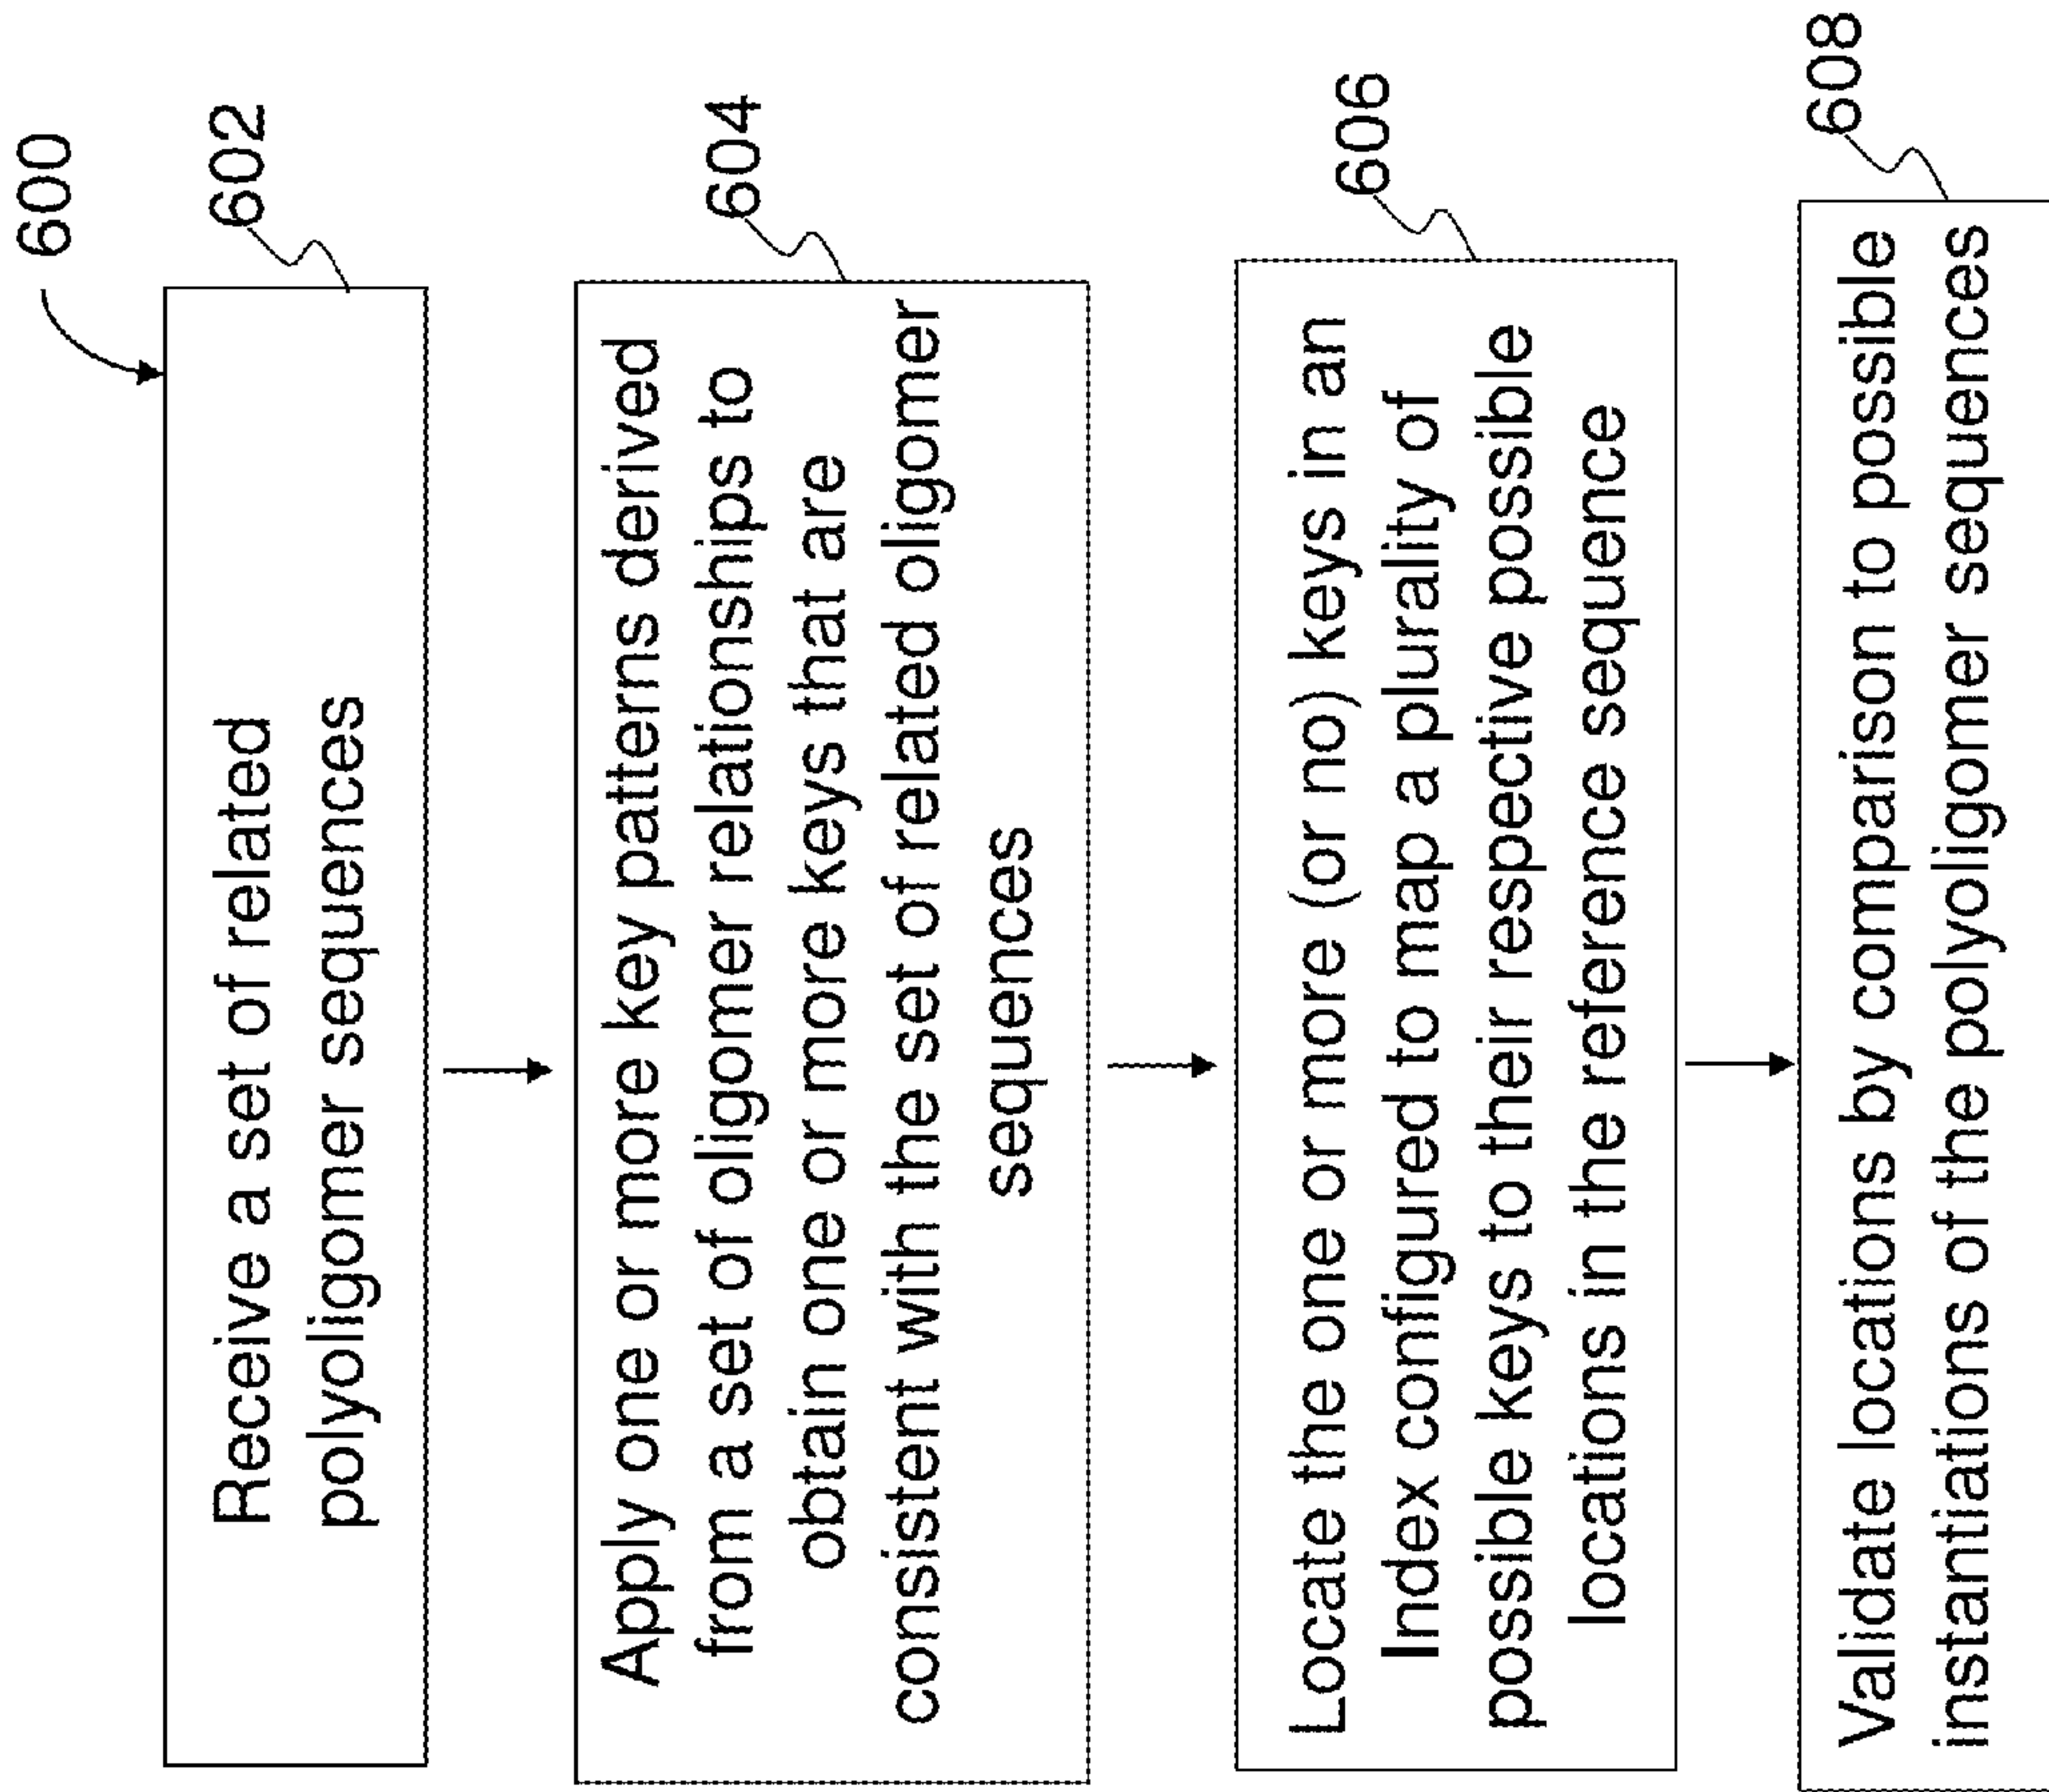 600
602
Receive a set of related
polyoligomer sequences
604
Apply one or more key patterns derived
from a set of oligomer relationships to
obtain one or more keys that are
consistent with the set of related oligomer
sequences
606
Locate the one or more (or no) keys in an
Index configured to map a plurality of
possible keys to their respective possible
locations in the reference sequence
608
Validate locations by comparison to possible
instantiations of the polyoligomer sequences